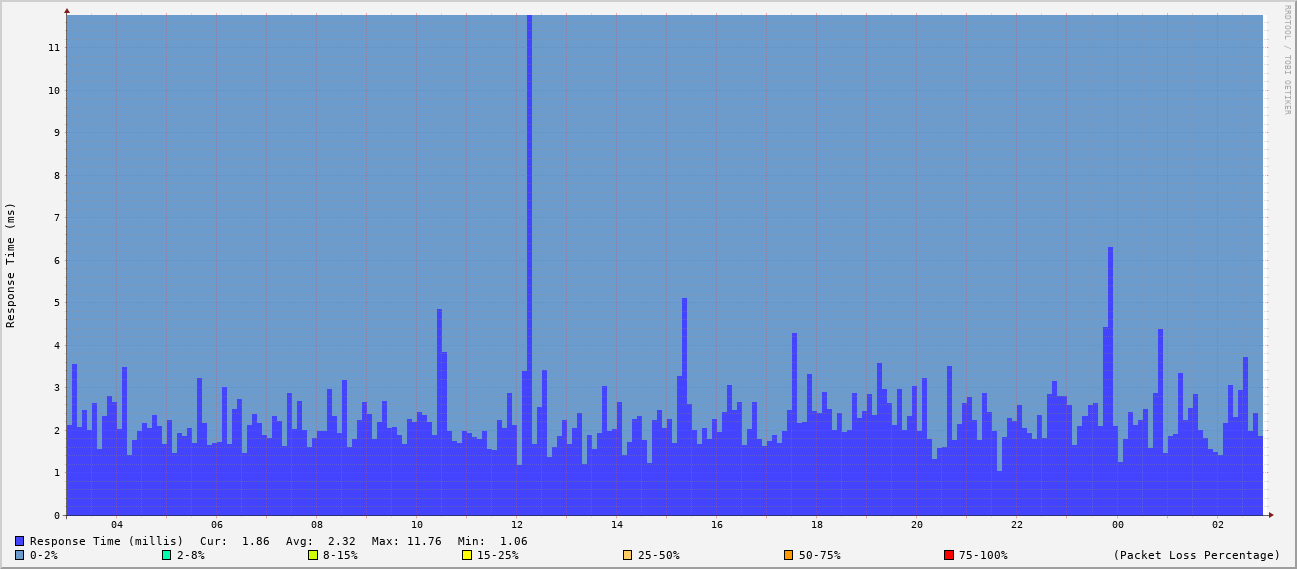 RRDTOOL / TOBI OETIKER
Response Time (ms)
11
10
9
8
7
6
5
4
3
2
1
0
04 06 08 10 12 14 16 18 20 22 00 02
Response Time (millis) Cur: 1.86 Avg: 2.32 Max: 11.76 Min: 1.06
0-2% 2-8% 8-15% 15-25% 25-50% 50-75% 75-100% (Packet Loss Percentage)